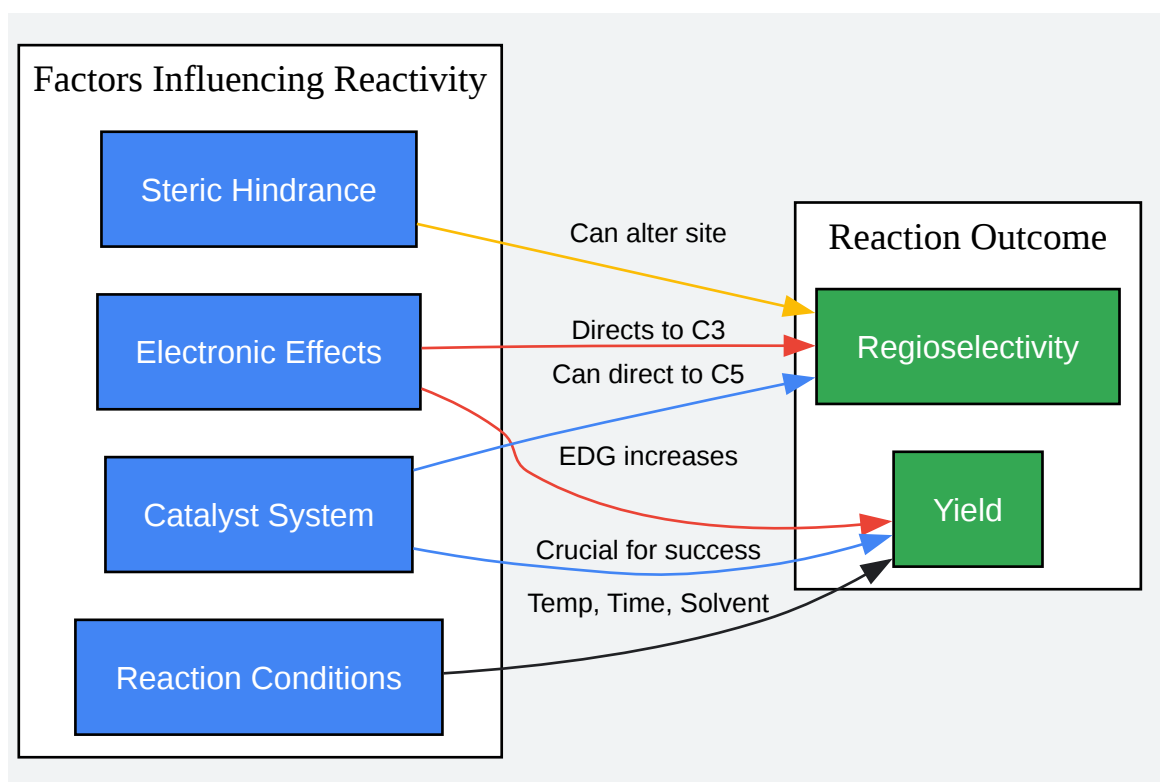 Factors Influencing Reactivity
Steric Hindrance
Electronic Effects
Catalyst System
Reaction Conditions
Can alter site
Directs to C3
Can direct to C5
EDG increases
Crucial for success
Temp, Time, Solvent
Reaction Outcome
Regioselectivity
Yield